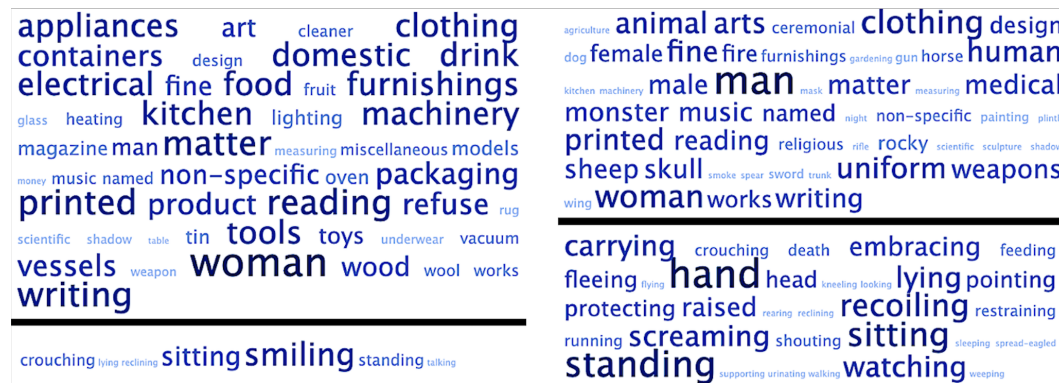 appliances art cleaner clothing
containers design domestic drink
electrical fine food fruit furnishings
glass heating kitchen lighting machinery
magazine man matter measuring miscellaneous models
money music named non-specific oven packaging
printed product reading refuse rug
scientific shadow table tin tools toys underwear vacuum
vessels weapon woman wood wool works
writing
crouching lying reclining sitting smiling standing talking
agriculture animal arts ceremonial clothing design
dog female fine fire furnishings gardening gun horse human
kitchen machinery male man mask matter measuring medical
monster music named night non-specific painting plinth
printed reading religious rifle rocky scientific sculpture shadow
sheep skull smoke spear sword trunk uniform weapons
wing woman works writing
carrying crouching death embracing feeding
fleeing flying hand head kneeling looking lying pointing
protecting raised rearing reclining recoiling restraining
running screaming shouting sitting sleeping spread-eagled
standing supporting urinating walking watching weeping